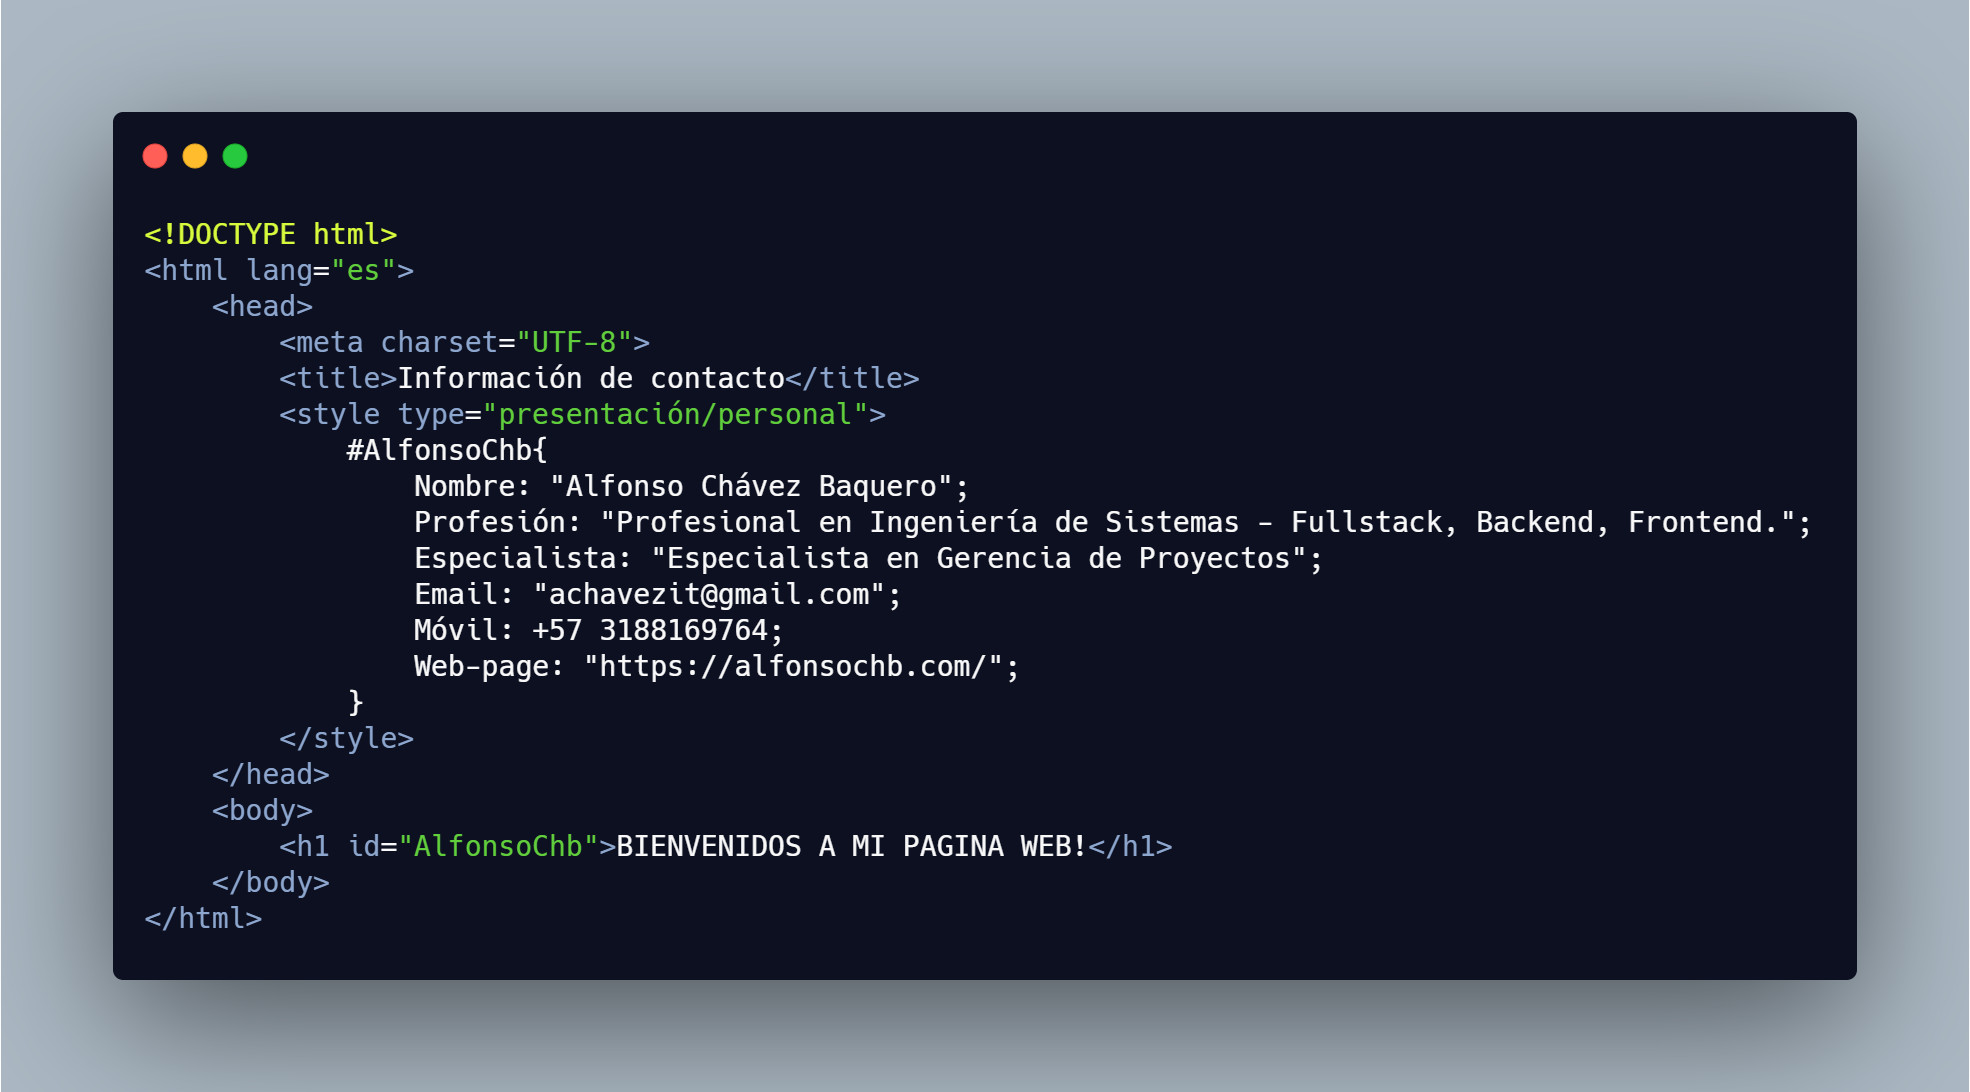 <!DOCTYPE html>
<html lang="es">
    <head>
        <meta charset="UTF-8">
        <title>Información de contacto</title>
        <style type="presentación/personal">
            #AlfonsoChb{
                Nombre: "Alfonso Chávez Baquero";
                Profesión: "Profesional en Ingeniería de Sistemas - Fullstack, Backend, Frontend.";
                Especialista: "Especialista en Gerencia de Proyectos";
                Email: "achavezit@gmail.com";
                Móvil: +57 3188169764;
                Web-page: "https://alfonsochb.com/";
            }
        </style>
    </head>
    <body>
        <h1 id="AlfonsoChb">BIENVENIDOS A MI PAGINA WEB!</h1>
    </body>
</html>